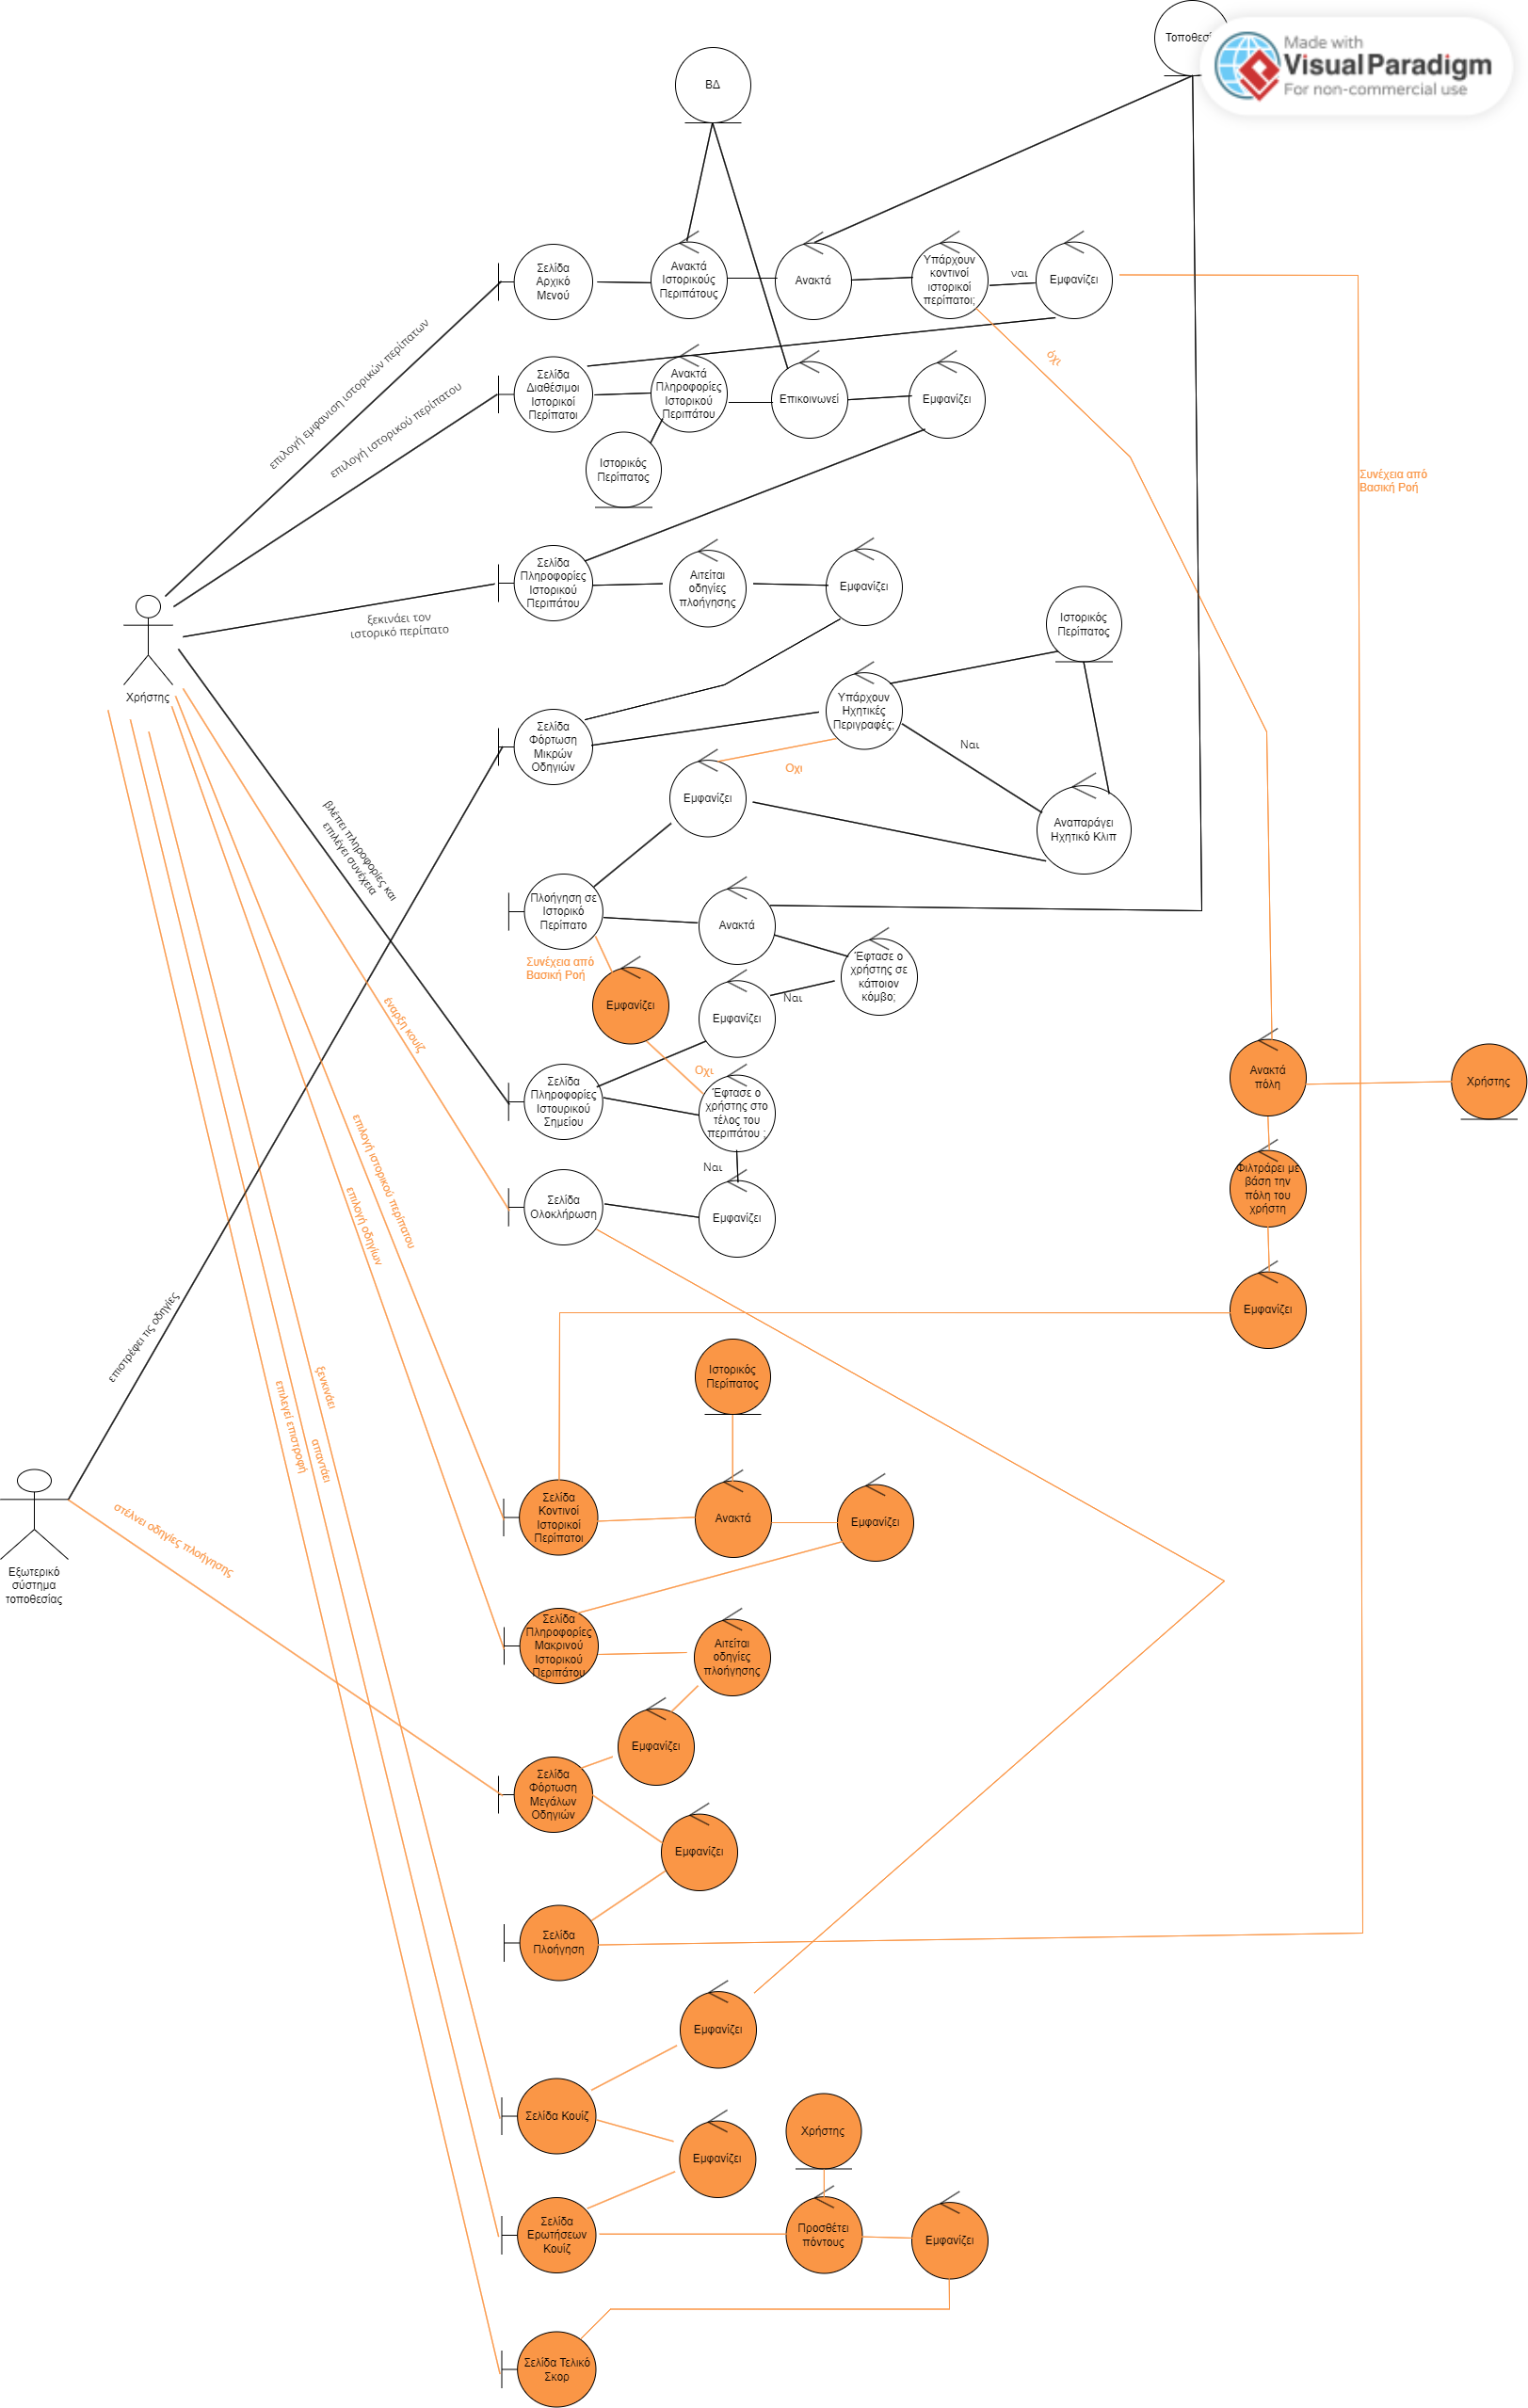 Τοποθεσί
Made with
Visual Paradigm
For non-commercial use
ΒΔ
Σελίδα
Αρχικό
Μενού
Ανακτά
Ιστορικούς
Περιπάτους
Ανακτά
Υπάρχουν
κοντινοί
ιστορικοί
περίπατοι;
ναι
Εμφανίζει
επιλογή εμφανιση ιστορικών περίπατων
όχι
Σελίδα
Διαθέσιμοι
Ιστορικοί
Περίπατοι
Ανακτά
Πληροφορίες
Ιστορικού
Περιπάτου
Επικοινωνεί
Εμφανίζει
επιλογή ιστορικού περίπατου
Ιστορικός
Περίπατος
Συνέχεια από
Βασική Ροή
Σελίδα
Πληροφορίες
Ιστορικού
Περιπάτου
Αιτείται
οδηγίες
πλοήγησης
Εμφανίζει
ξεκινάει τον
ιστορικό περίπατο
Ιστορικός
Περίπατος
Χρήστης
Σελίδα
Φόρτωση
Μικρών
Οδηγιών
Υπάρχουν
Ηχητικές
Περιγραφές;
Ναι
Οχι
Εμφανίζει
Αναπαράγει
Ηχητικό Κλιπ
βλέπει πληροφορίες και
επιλέγει συνέχεια
Πλοήγηση σε
Ιστορικό
Περίπατο
Ανακτά
Συνέχεια από
Βασική Ροή
Έφτασε ο
χρήστης σε
κάποιον
κόμβο;
Ναι
Εμφανίζει
Εμφανίζει
έναρξη κουίζ
Οχι
Σελίδα
Πληροφορίες
Ιστουρικού
Σημείου
Έφτασε ο
χρήστης στο
τέλος του
περιπάτου ;
Ανακτά
πόλη
Χρήστης
Ναι
Φιλτράρει με
βάση την
πόλη του
χρήστη
Σελίδα
Ολοκλήρωση
Εμφανίζει
επιλογή ιστορικού περίπατου
επιλογή οδηγίων
Εμφανίζει
επιστρέφει τις οδηγίες
ξενκινάει
απαντάει
επιλεγεί επιστροφή
Ιστορικός
Περίπατος
Σελίδα
Κοντινοί
Ιστορικοί
Περίπατοι
Ανακτά
Εμφανίζει
στέλνει οδηγίες πλοήγησής
Εξωτερικό
σύστημα
τοποθεσίας
Σελίδα
Πληροφορίες
Μακρινού
Ιστορικού
Περιπάτου
Αιτείται
οδηγίες
πλοήγησης
Εμφανίζει
Σελίδα
Φόρτωση
Μεγάλων
Οδηγιών
Εμφανίζει
Σελίδα
Πλοήγηση
Εμφανίζει
Σελίδα Κουίζ
Εμφανίζει
Χρήστης
Σελίδα
Ερωτήσεων
Κουίζ
Προσθέτει
πόντους
Εμφανίζει
Σελίδα Τελικό
Σκορ